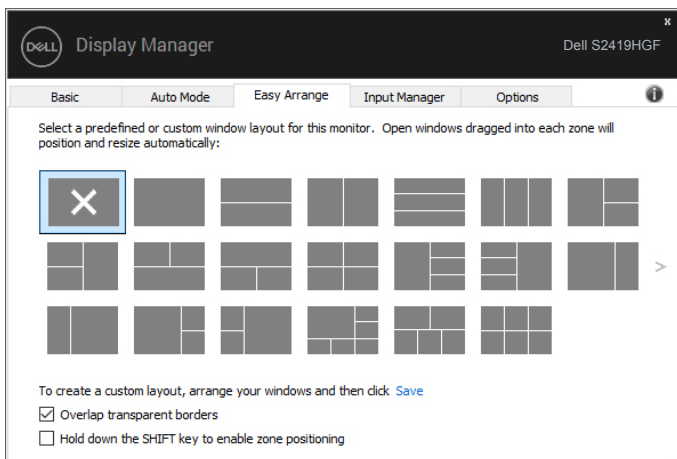 x
DELL Display Manager Dell S2419HGF
Basic Auto Mode Easy Arrange Input Manager Options
Select a predefined or custom window layout for this monitor. Open windows dragged into each zone will
position and resize automatically:
>
To create a custom layout, arrange your windows and then click Save
Overlap transparent borders
Hold down the SHIFT key to enable zone positioning